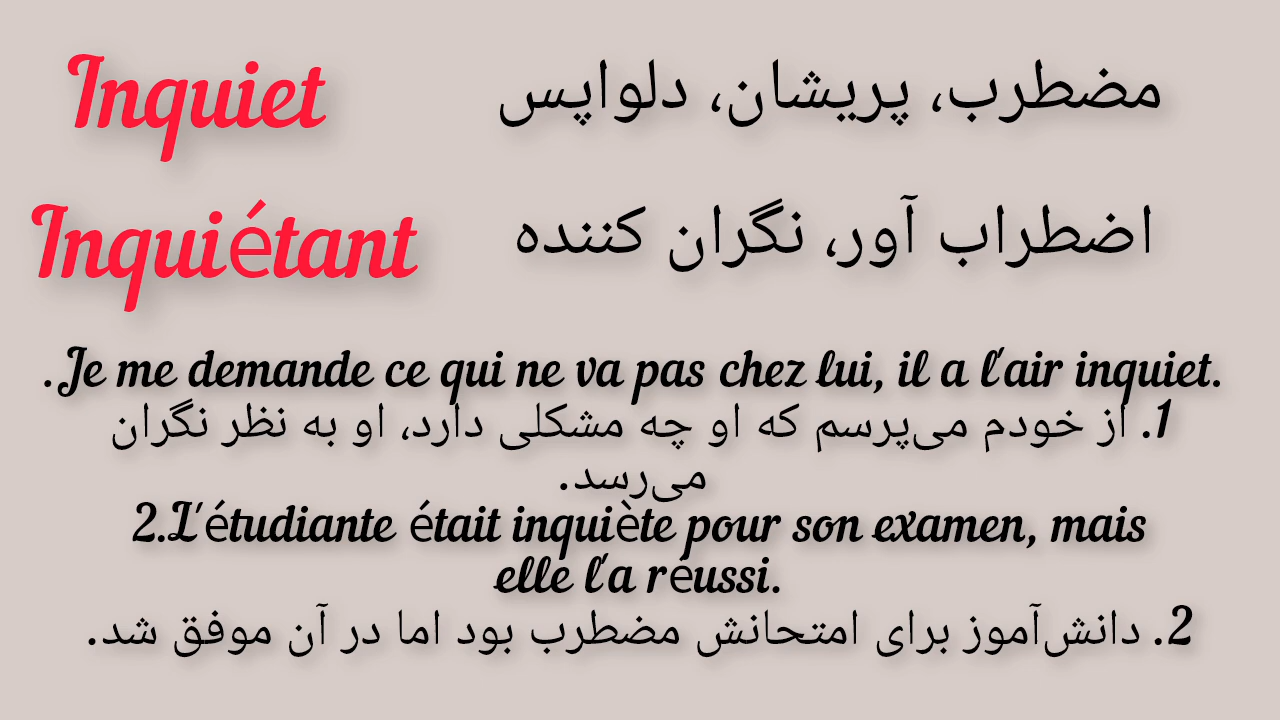 Inquiet
مضطرب، پریشان، دلواپس
Inquiétant
اضطراب آور، نگران کننده
.Je me demande ce qui ne va pas chez lui, il a l'air inquiet.
1. از خودم می‌پرسم که او چه مشکلی دارد، او به نظر نگران
می‌رسد.
2.L'étudiante était inquiète pour son examen, mais
elle l'a réussi.
2. دانش‌آموز برای امتحانش مضطرب بود اما در آن موفق شد.